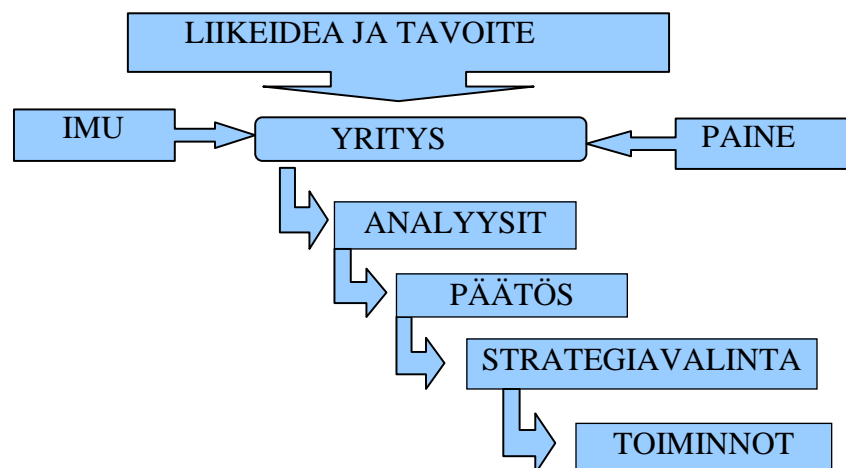 LIIKEIDEA JA TAVOITE
IMU
YRITYS
PAINE
ANALYYSIT
PÄÄTÖS
STRATEGIAVALINTA
TOIMINNOT